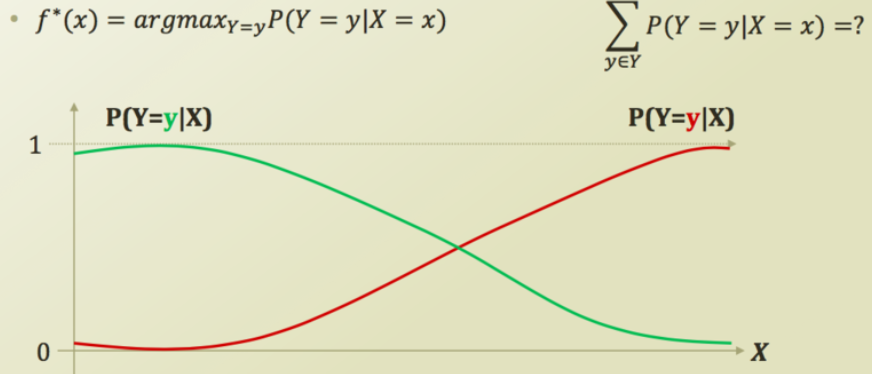 • f*(x) = argmax_{Y=y}P(Y = y|X = x)
∑_{y∈Y} P(Y = y|X = x) =?
P(Y=y|X)
P(Y=y|X)
1
0
X